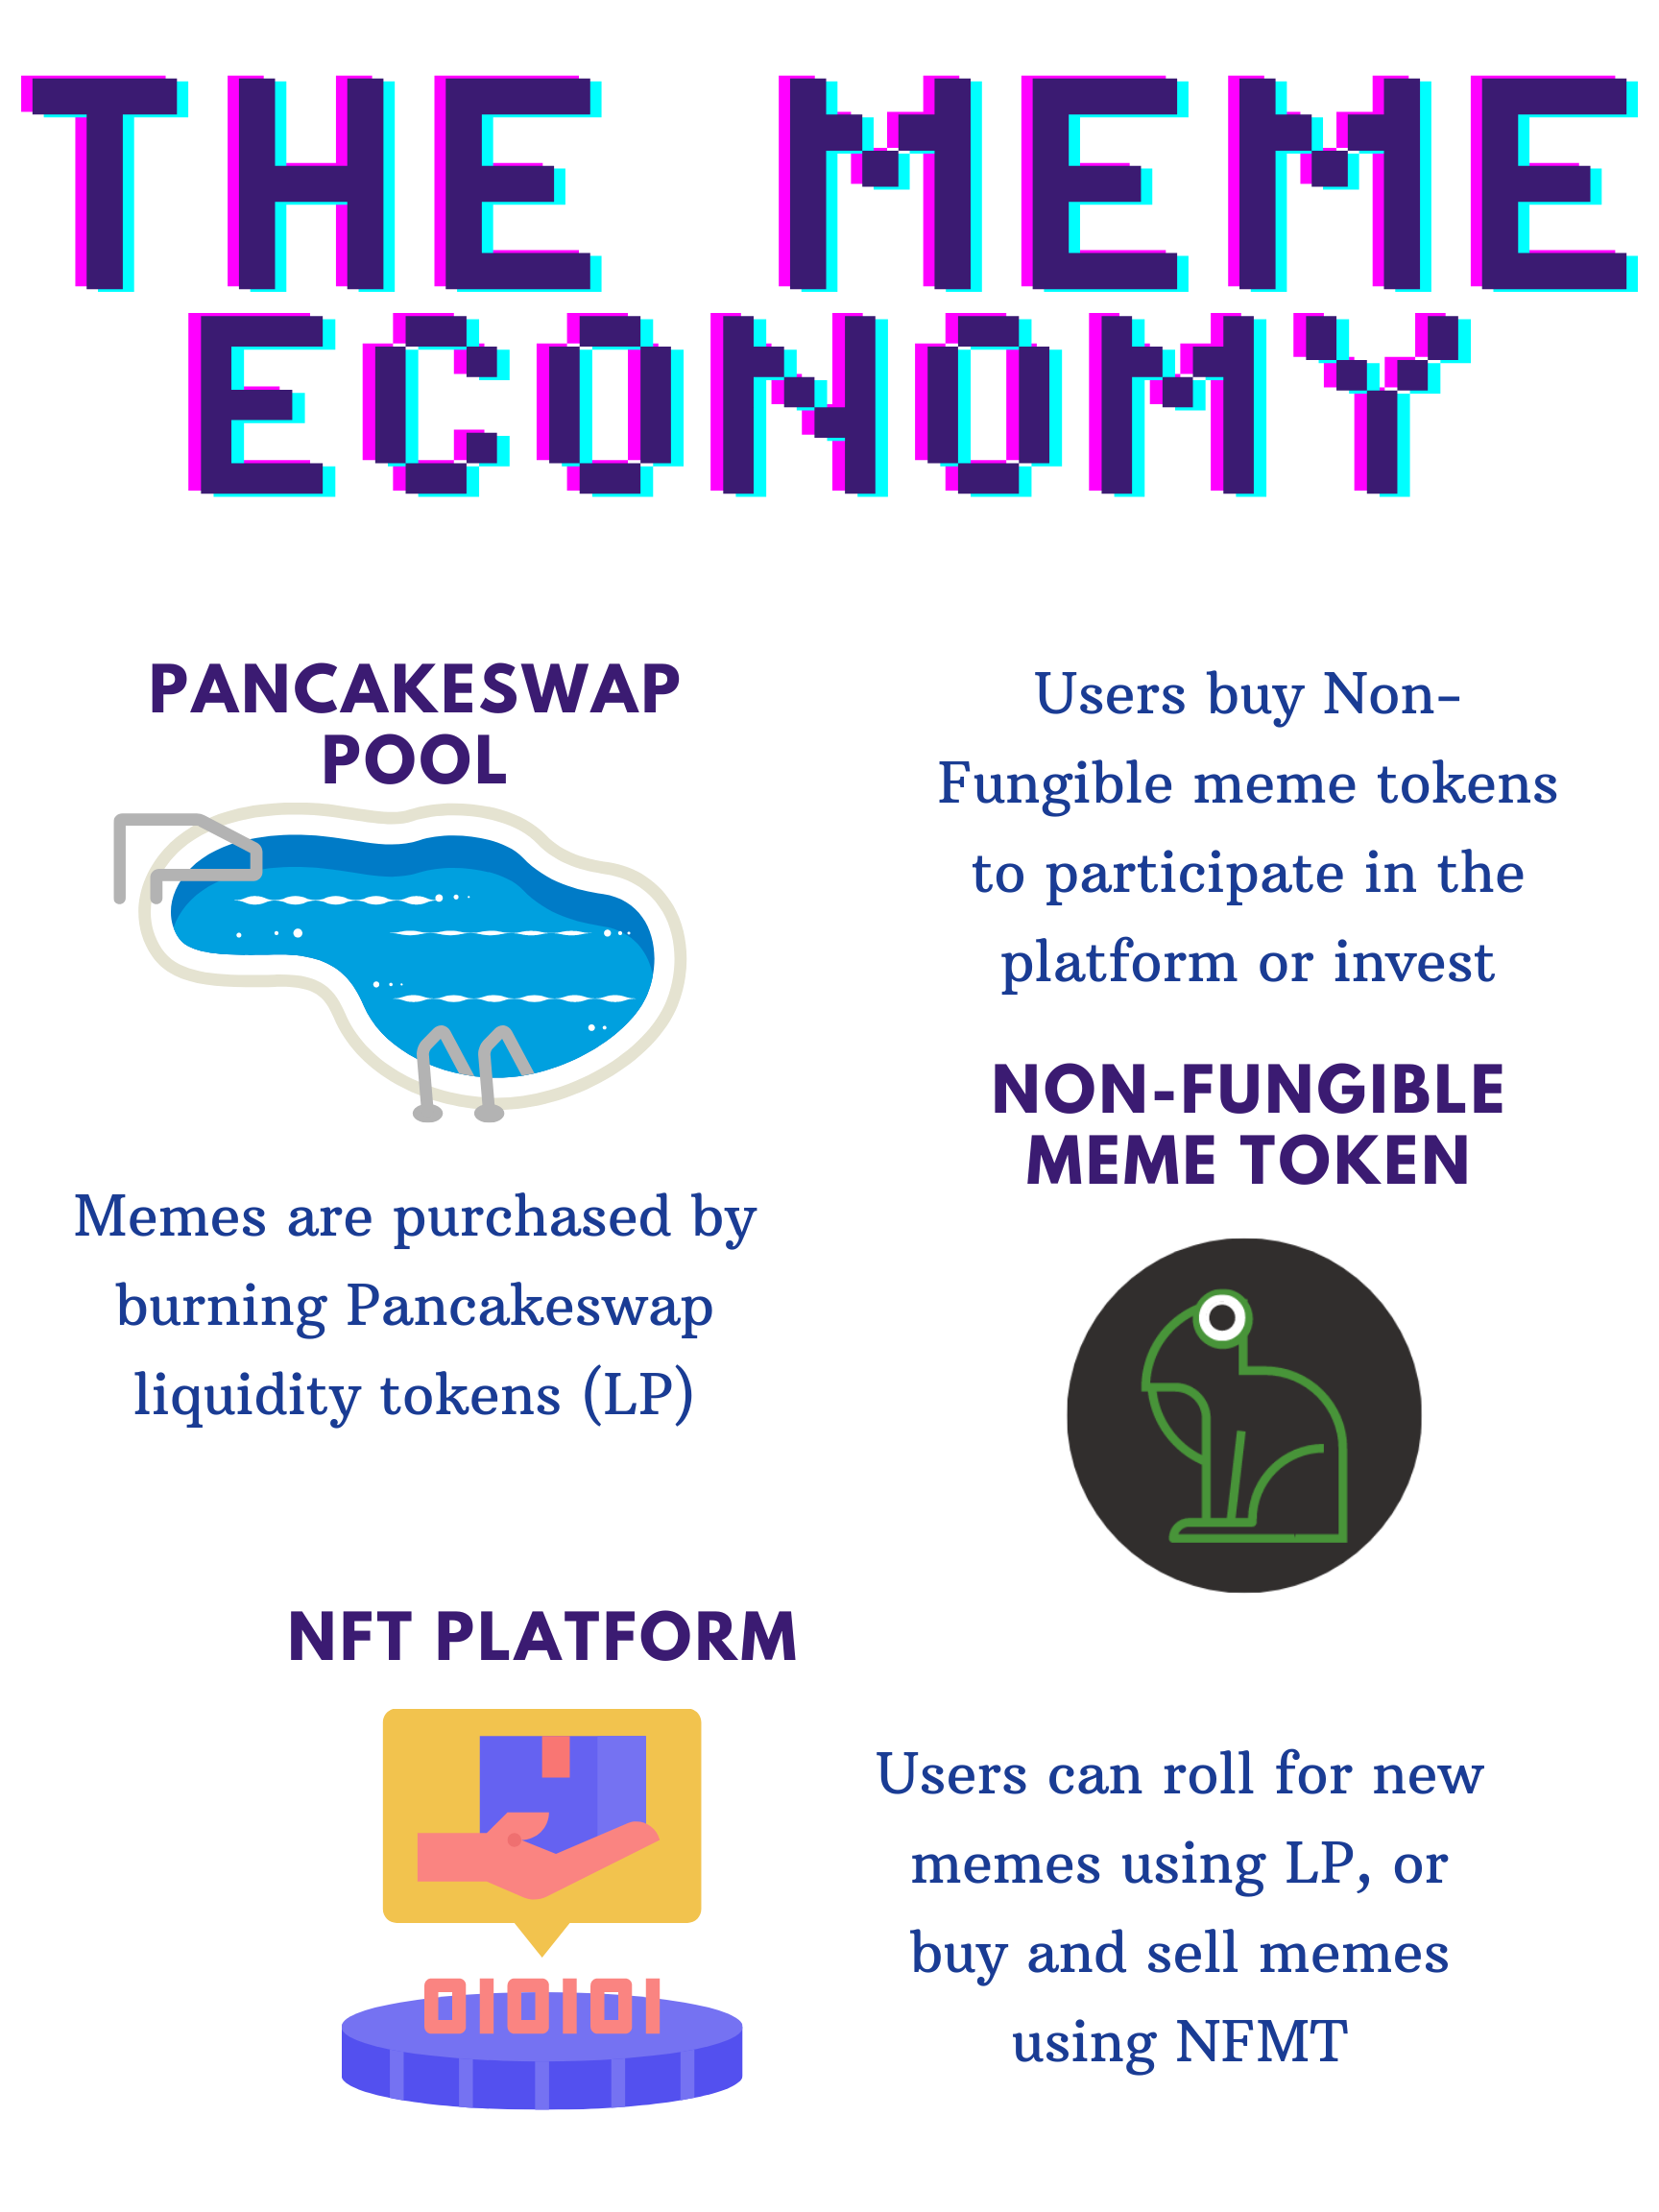 THE MEME
ECONOMY
PANCAKESWAP
POOL
Memes are purchased by
burning Pancakeswap
liquidity tokens (LP)
Users buy Non-
Fungible meme tokens
to participate in the
platform or invest
NON-FUNGIBLE
MEME TOKEN
NFT PLATFORM
010101
Users can roll for new
memes using LP, or
buy and sell memes
using NFMT